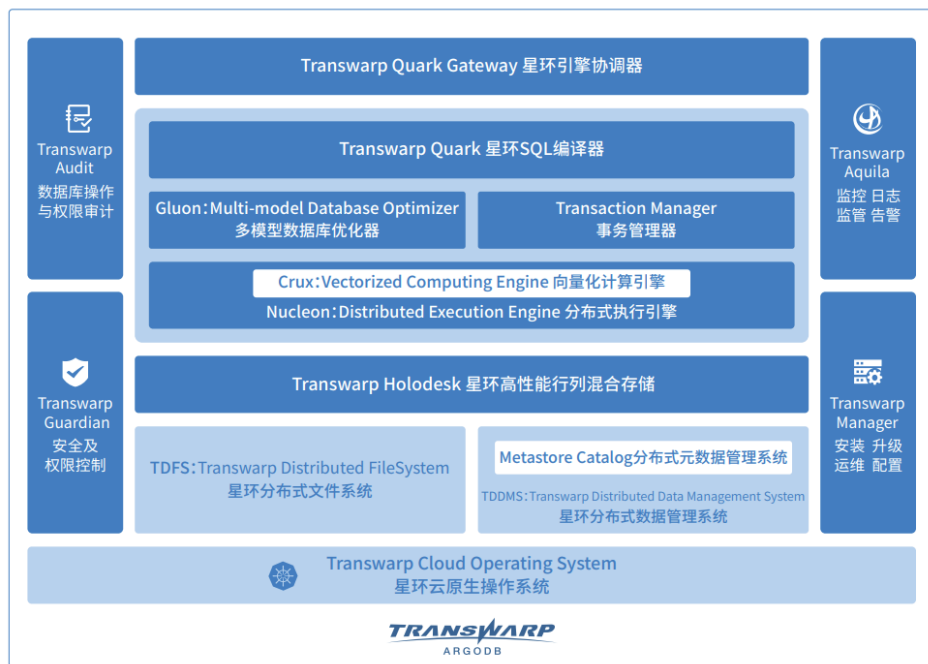 Transwarp Quark Gateway 星环引擎协调器
Transwarp
Audit
数据库操作
与权限审计
Transwarp Quark 星环SQL编译器
Gluon：Multi-model Database Optimizer
多模型数据库优化器
Transaction Manager
事务管理器
Crux：Vectorized Computing Engine 向量化计算引擎
Nucleon：Distributed Execution Engine 分布式执行引擎
Transwarp
Aquila
监控 日志
监管 告警
Transwarp
Guardian
安全及
权限控制
Transwarp Holodesk 星环高性能行列混合存储
TDFS：Transwarp Distributed FileSystem
星环分布式文件系统
Metastore Catalog分布式元数据管理系统
TDDMS：Transwarp Distributed Data Management System
星环分布式数据管理系统
Transwarp
Manager
安装 升级
运维 配置
Transwarp Cloud Operating System
星环云原生操作系统
TRANSWARP
ARGODB